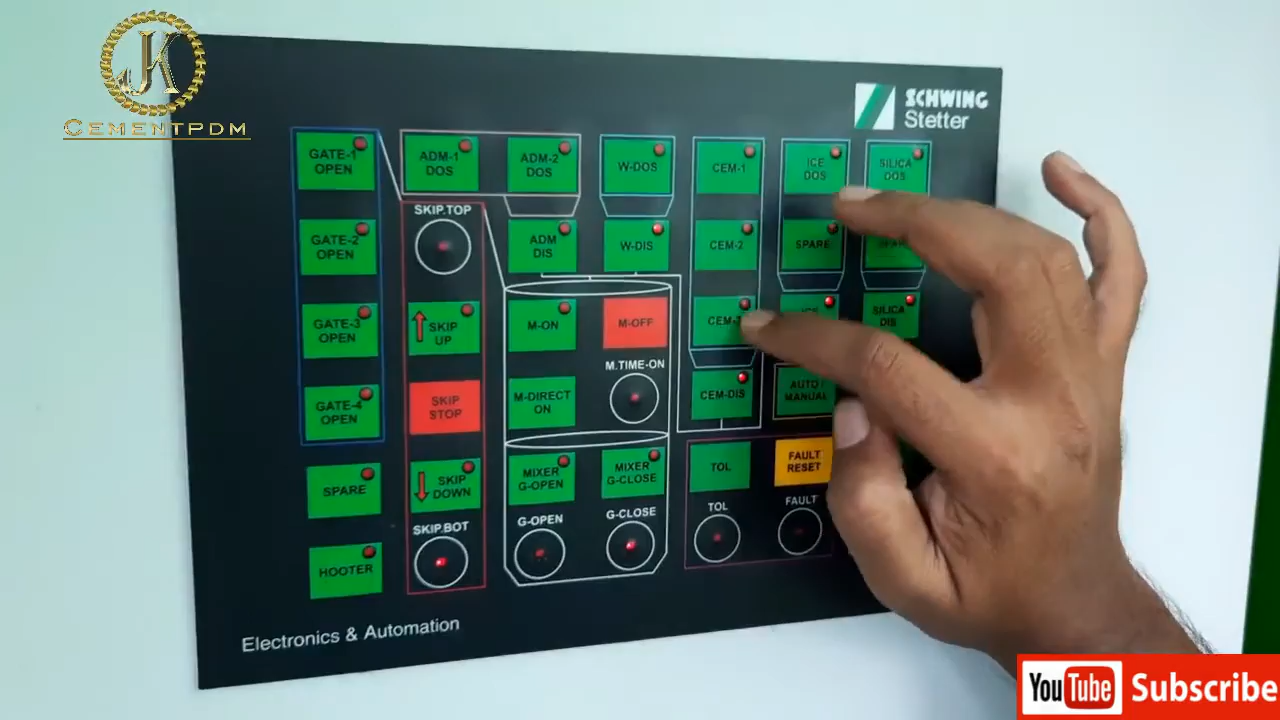 JK
CEMENTPDM
SCHWING
Stetter
GATE-1
OPEN
ADM-1
DOS
ADM-2
DOS
W-DOS
CEM-1
ICE
DOS
SILICA
DOS
SKIP.TOP
GATE-2
OPEN
ADM
DIS
W-DIS
CEM-2
SPARE
GATE-3
OPEN
SKIP
UP
M-ON
M-OFF
SILICA
DIS
M.TIME-ON
GATE-4
OPEN
SKIP
STOP
M-DIRECT
ON
CEM-DIS
AUTO /
MANUAL
SPARE
SKIP
DOWN
MIXER
G-OPEN
MIXER
G-CLOSE
TOL
FAULT
RESET
SKIP.BOT
G-OPEN
G-CLOSE
TOL
FAULT
HOOTER
Electronics & Automation
YouTube Subscribe